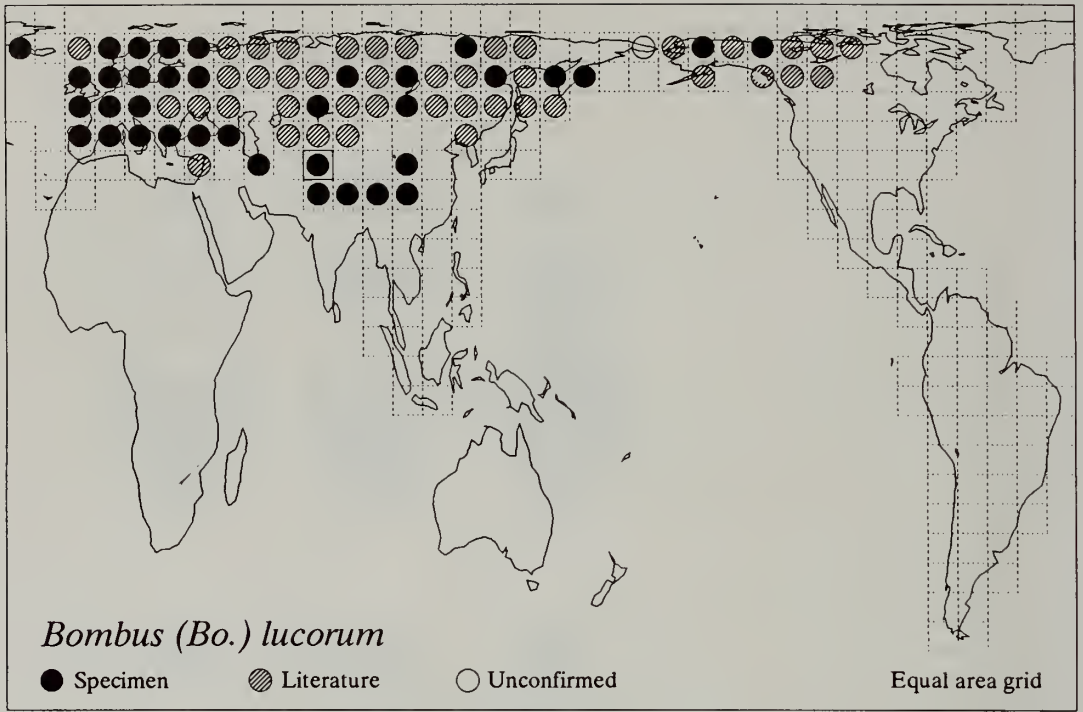 Bombus (Bo.) lucorum
Specimen Literature Unconfirmed Equal area grid